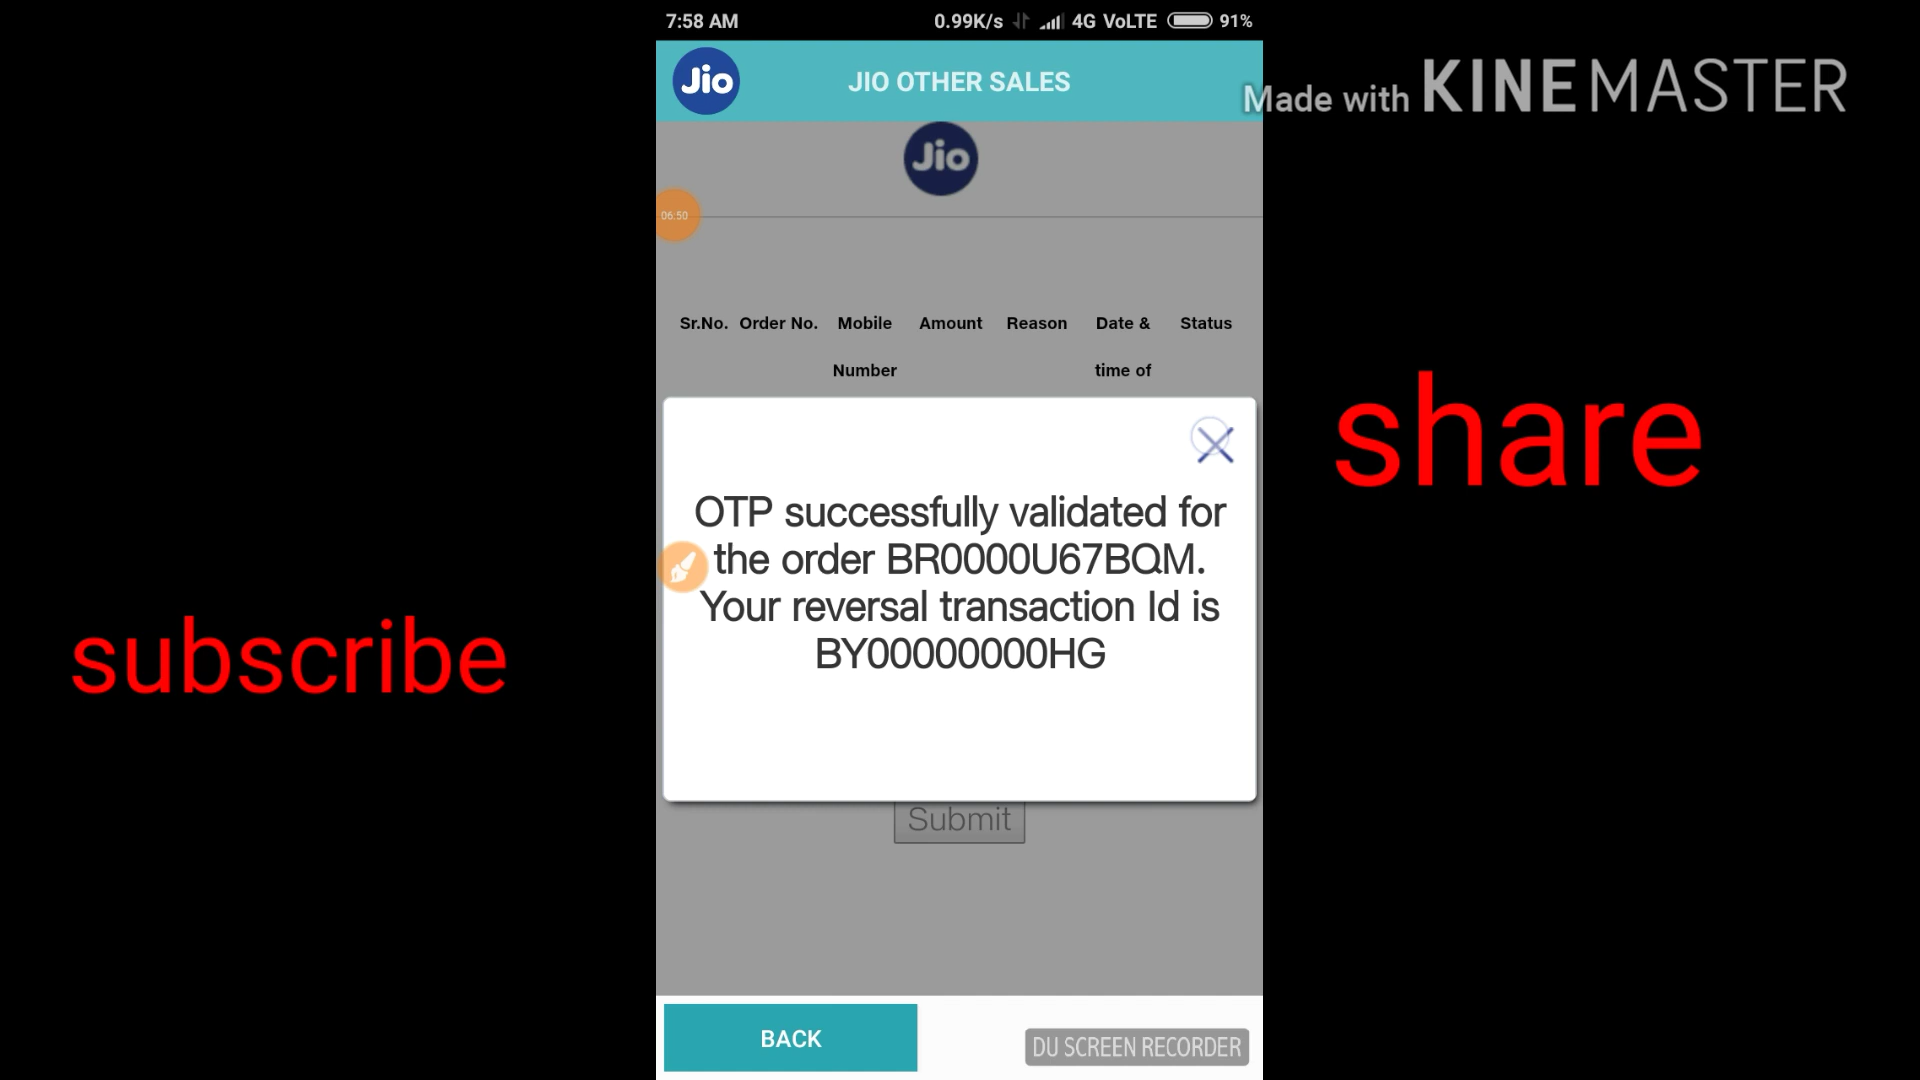 7:58 AM 0.99K/s 4G VoLTE 91%
Jio JIO OTHER SALES
Made with KINEMASTER
Jio
06:50
Sr.No. Order No. Mobile Number Amount Reason Date & time of Status
share
OTP successfully validated for
the order BR0000U67BQM.
Your reversal transaction Id is
BY00000000HG
subscribe
Submit
BACK
DU SCREEN RECORDER